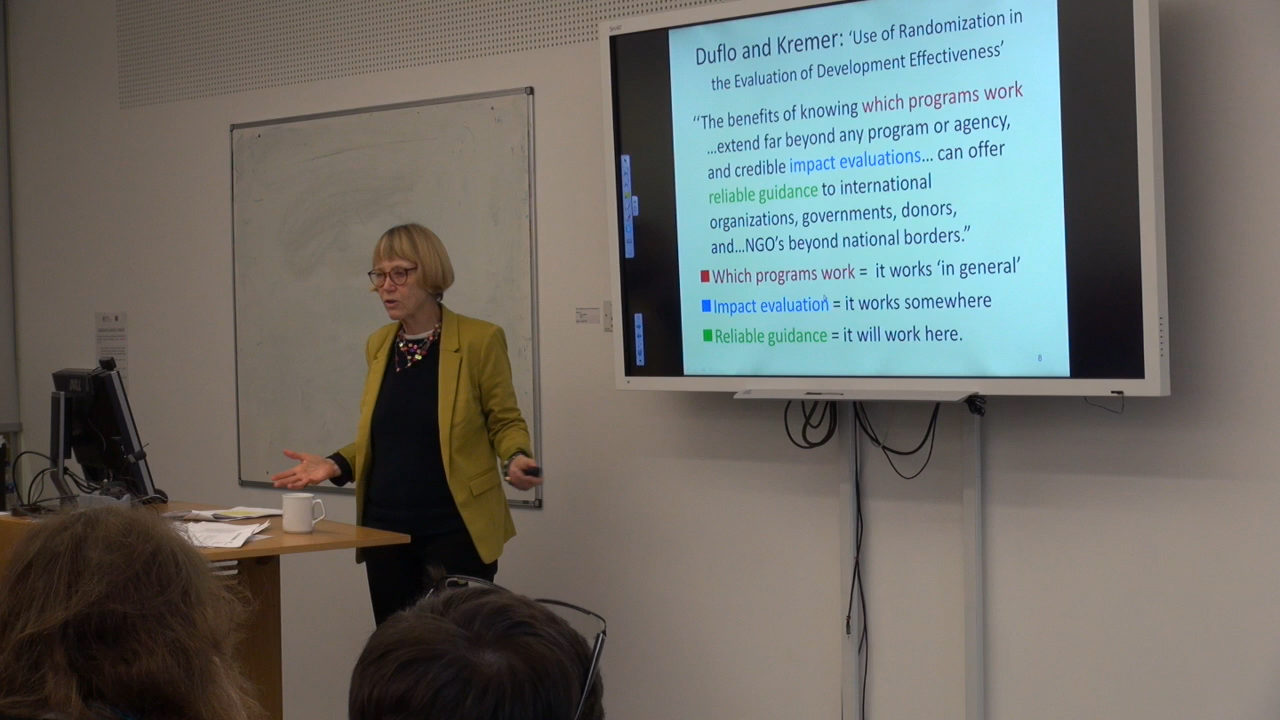 Duflo and Kremer: ‘Use of Randomization in
the Evaluation of Development Effectiveness’
“The benefits of knowing which programs work
...extend far beyond any program or agency,
and credible impact evaluations... can offer
reliable guidance to international
organizations, governments, donors,
and...NGO’s beyond national borders.”
Which programs work = it works ‘in general’
Impact evaluation = it works somewhere
Reliable guidance = it will work here.
8